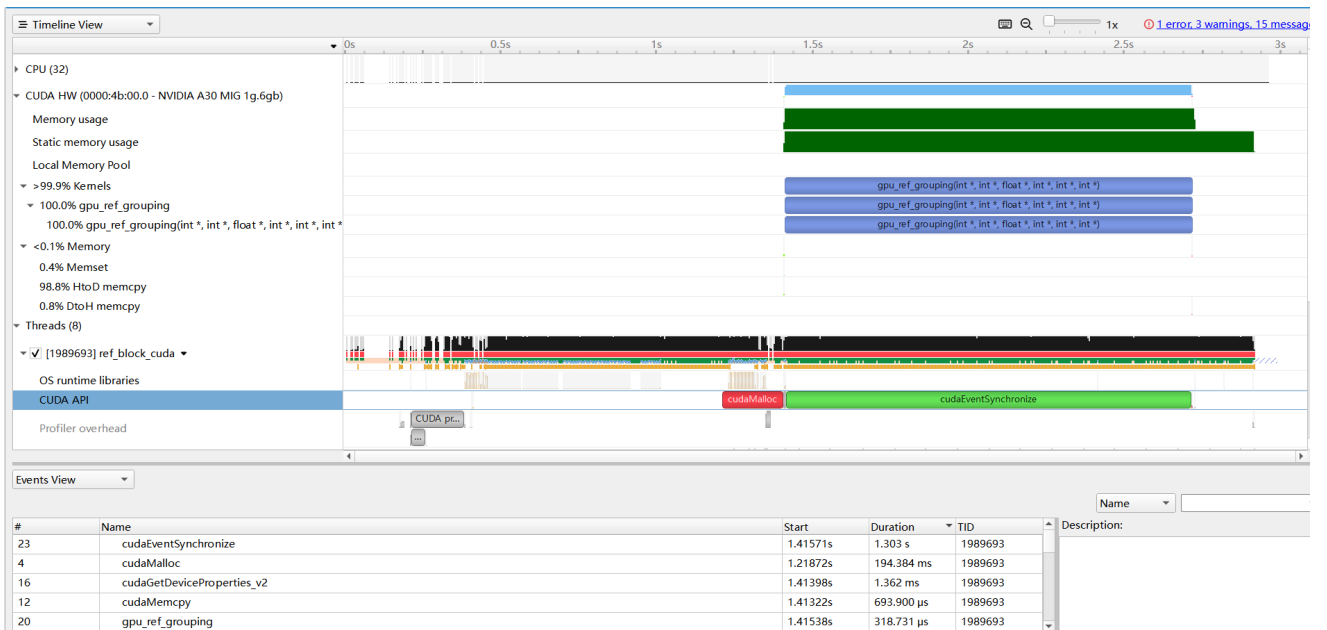 Timeline View
1x
1 error, 3 warnings, 15 messag
0s 0.5s 1s 1.5s 2s 2.5s 3s
CPU (32)
CUDA HW (0000:4b:00.0 - NVIDIA A30 MIG 1g.6gb)
Memory usage
Static memory usage
Local Memory Pool
>99.9% Kernels
gpu_ref_grouping(int *, int *, float *, int *, int *, int *)
100.0% gpu_ref_grouping
gpu_ref_grouping(int *, int *, float *, int *, int *, int *)
100.0% gpu_ref_grouping(int *, int *, float *, int *, int *, int *
gpu_ref_grouping(int *, int *, float *, int *, int *, int *)
<0.1% Memory
0.4% Memset
98.8% HtoD memcpy
0.8% DtoH memcpy
Threads (8)
[1989693] ref_block_cuda
OS runtime libraries
CUDA API
cudaMalloc cudaEventSynchronize
Profiler overhead
CUDA pr...
...
Events View
Name
# Name Start Duration TID Description:
23 cudaEventSynchronize 1.41571s 1.303 s 1989693
4 cudaMalloc 1.21872s 194.384 ms 1989693
16 cudaGetDeviceProperties_v2 1.41398s 1.362 ms 1989693
12 cudaMemcpy 1.41322s 693.900 μs 1989693
20 gpu_ref_grouping 1.41538s 318.731 μs 1989693